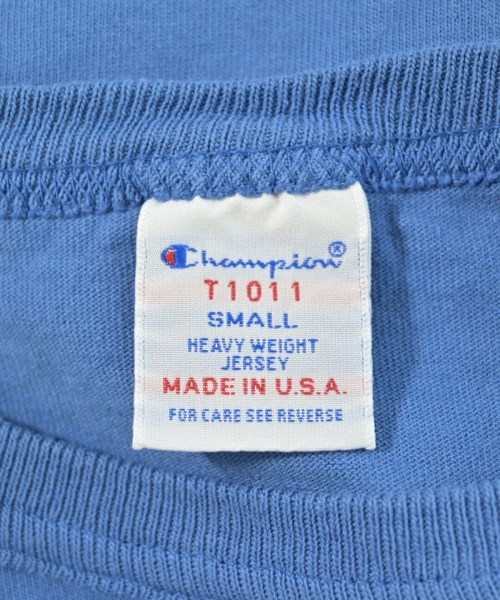 Champion®
T1011
SMALL
HEAVY WEIGHT
JERSEY
MADE IN U.S.A.
FOR CARE SEE REVERSE